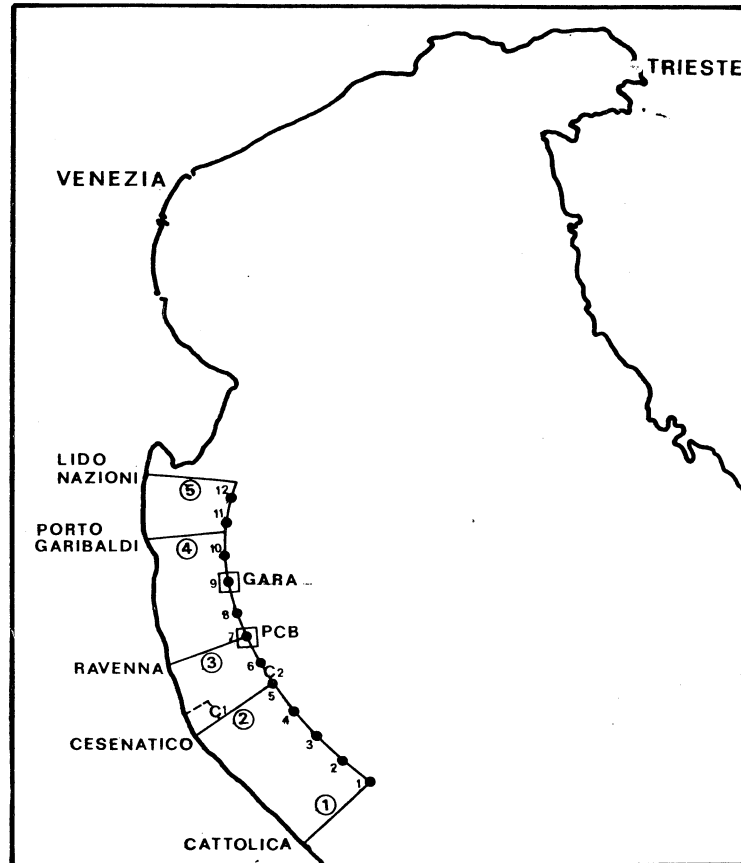 TRIESTE
VENEZIA
LIDO
NAZIONI
⑤
12
11
PORTO
GARIBALDI
④
10
9
GARA
8
7
PCB
RAVENNA
③
6
C2
5
C1
②
4
CESENATICO
3
2
1
①
CATTOLICA